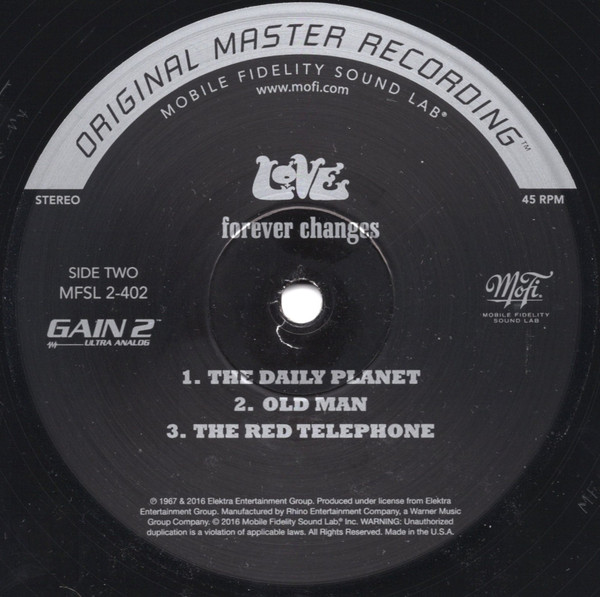 ORIGINAL MASTER RECORDING™
MOBILE FIDELITY SOUND LAB®
www.mofi.com
LOVE
forever changes
STEREO
45 RPM
SIDE TWO
MFSL 2-402
GAIN 2™
ULTRA ANALOG
MoFi.
MOBILE FIDELITY
SOUND LAB
1. THE DAILY PLANET
2. OLD MAN
3. THE RED TELEPHONE
℗ 1967 & 2016 Elektra Entertainment Group. Produced under license from Elektra
Entertainment Group. Manufactured by Rhino Entertainment Company, a Warner Music
Group Company. © 2016 Mobile Fidelity Sound Lab,® Inc. WARNING: Unauthorized
duplication is a violation of applicable laws. All Rights Reserved. Made in the U.S.A.